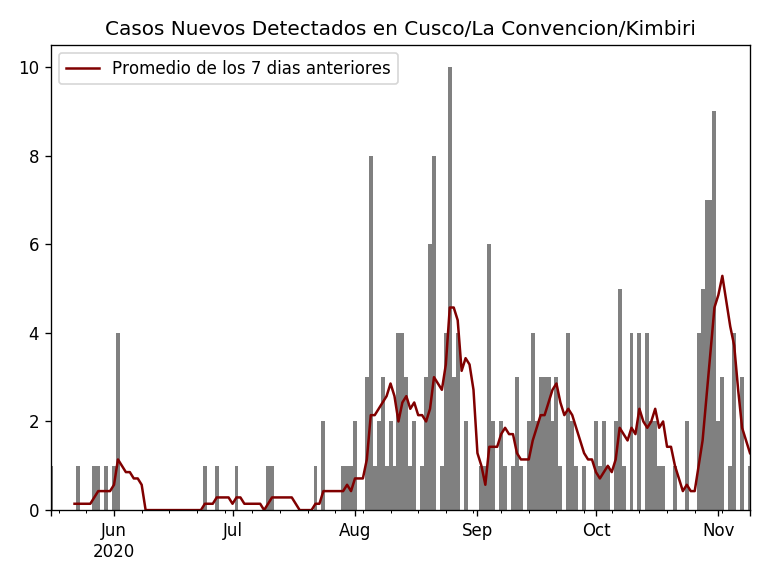 Casos Nuevos Detectados en Cusco/La Convencion/Kimbiri
Promedio de los 7 dias anteriores
10
8
6
4
2
0
Jun Jul Aug Sep Oct Nov
2020